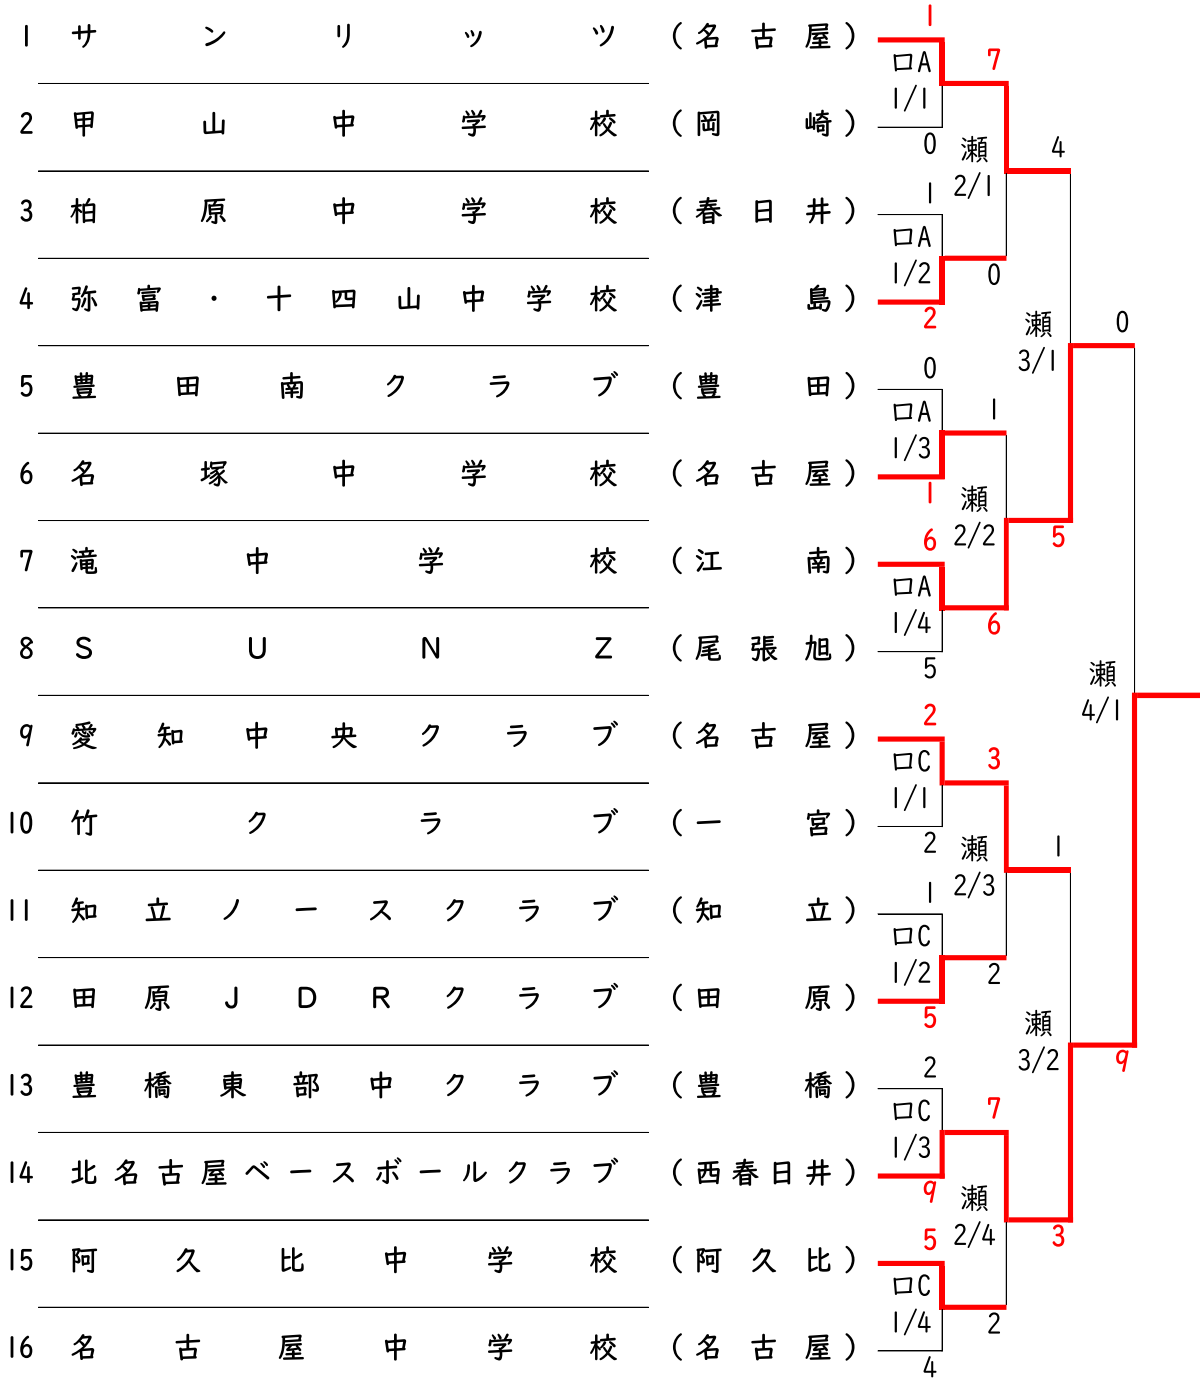 1
1 サンリッツ (名古屋)
7
ロA
1/1
2 甲山中学校 (岡崎)
0
瀬
2/1
4
1
3 柏原中学校 (春日井)
ロA
1/2
0
4 弥富・十四山中学校 (津島)
2
瀬
3/1
0
0
5 豊田南クラブ (豊田)
ロA
1/3
1
6 名塚中学校 (名古屋)
1
瀬
2/2
5
6
7 滝中学校 (江南)
ロA
1/4
6
8 SUNZ (尾張旭)
5
瀬
4/1
2
9 愛知中央クラブ (名古屋)
ロC
1/1
3
10 竹クラブ (一宮)
2
瀬
2/3
1
1
11 知立ノースクラブ (知立)
ロC
1/2
2
12 田原JDRクラブ (田原)
5
瀬
3/2
9
2
13 豊橋東部中クラブ (豊橋)
ロC
1/3
7
14 北名古屋ベースボールクラブ (西春日井)
9
瀬
2/4
3
5
15 阿久比中学校 (阿久比)
ロC
1/4
2
16 名古屋中学校 (名古屋)
4